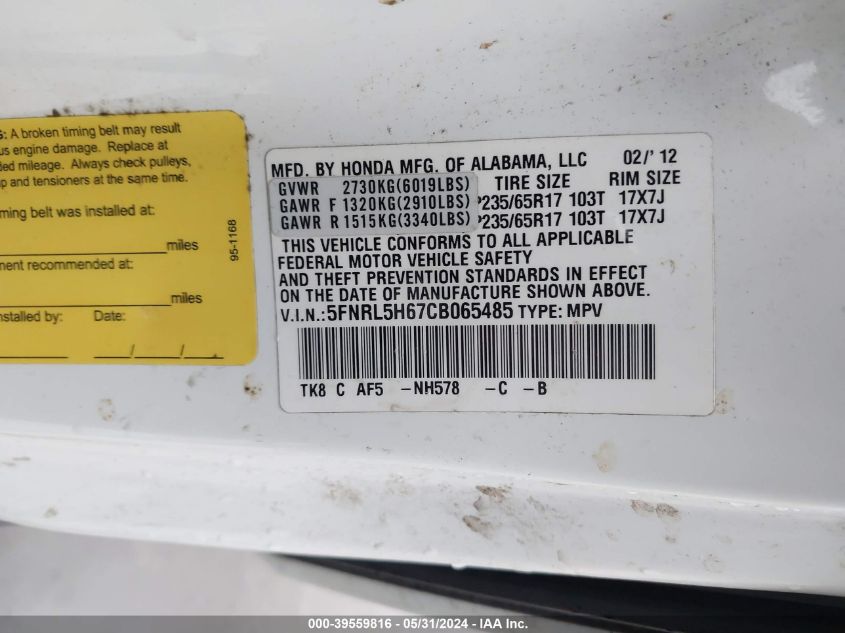 : A broken timing belt may result
us engine damage. Replace at
ded mileage. Always check pulleys,
p and tensioners at the same time.
ming belt was installed at:
miles
ment recommended at:
miles
nstalled by: Date:
/ /
95-1168
MFD. BY HONDA MFG. OF ALABAMA, LLC 02/'12
GVWR 2730KG(6019LBS) TIRE SIZE RIM SIZE
GAWR F 1320KG(2910LBS) P235/65R17 103T 17X7J
GAWR R 1515KG(3340LBS) P235/65R17 103T 17X7J
THIS VEHICLE CONFORMS TO ALL APPLICABLE
FEDERAL MOTOR VEHICLE SAFETY
AND THEFT PREVENTION STANDARDS IN EFFECT
ON THE DATE OF MANUFACTURE SHOWN ABOVE.
V.I.N.:5FNRL5H67CB065485 TYPE: MPV
TK8 C AF5 -NH578 -C -B
000-39559816 - 05/31/2024 - IAA Inc.